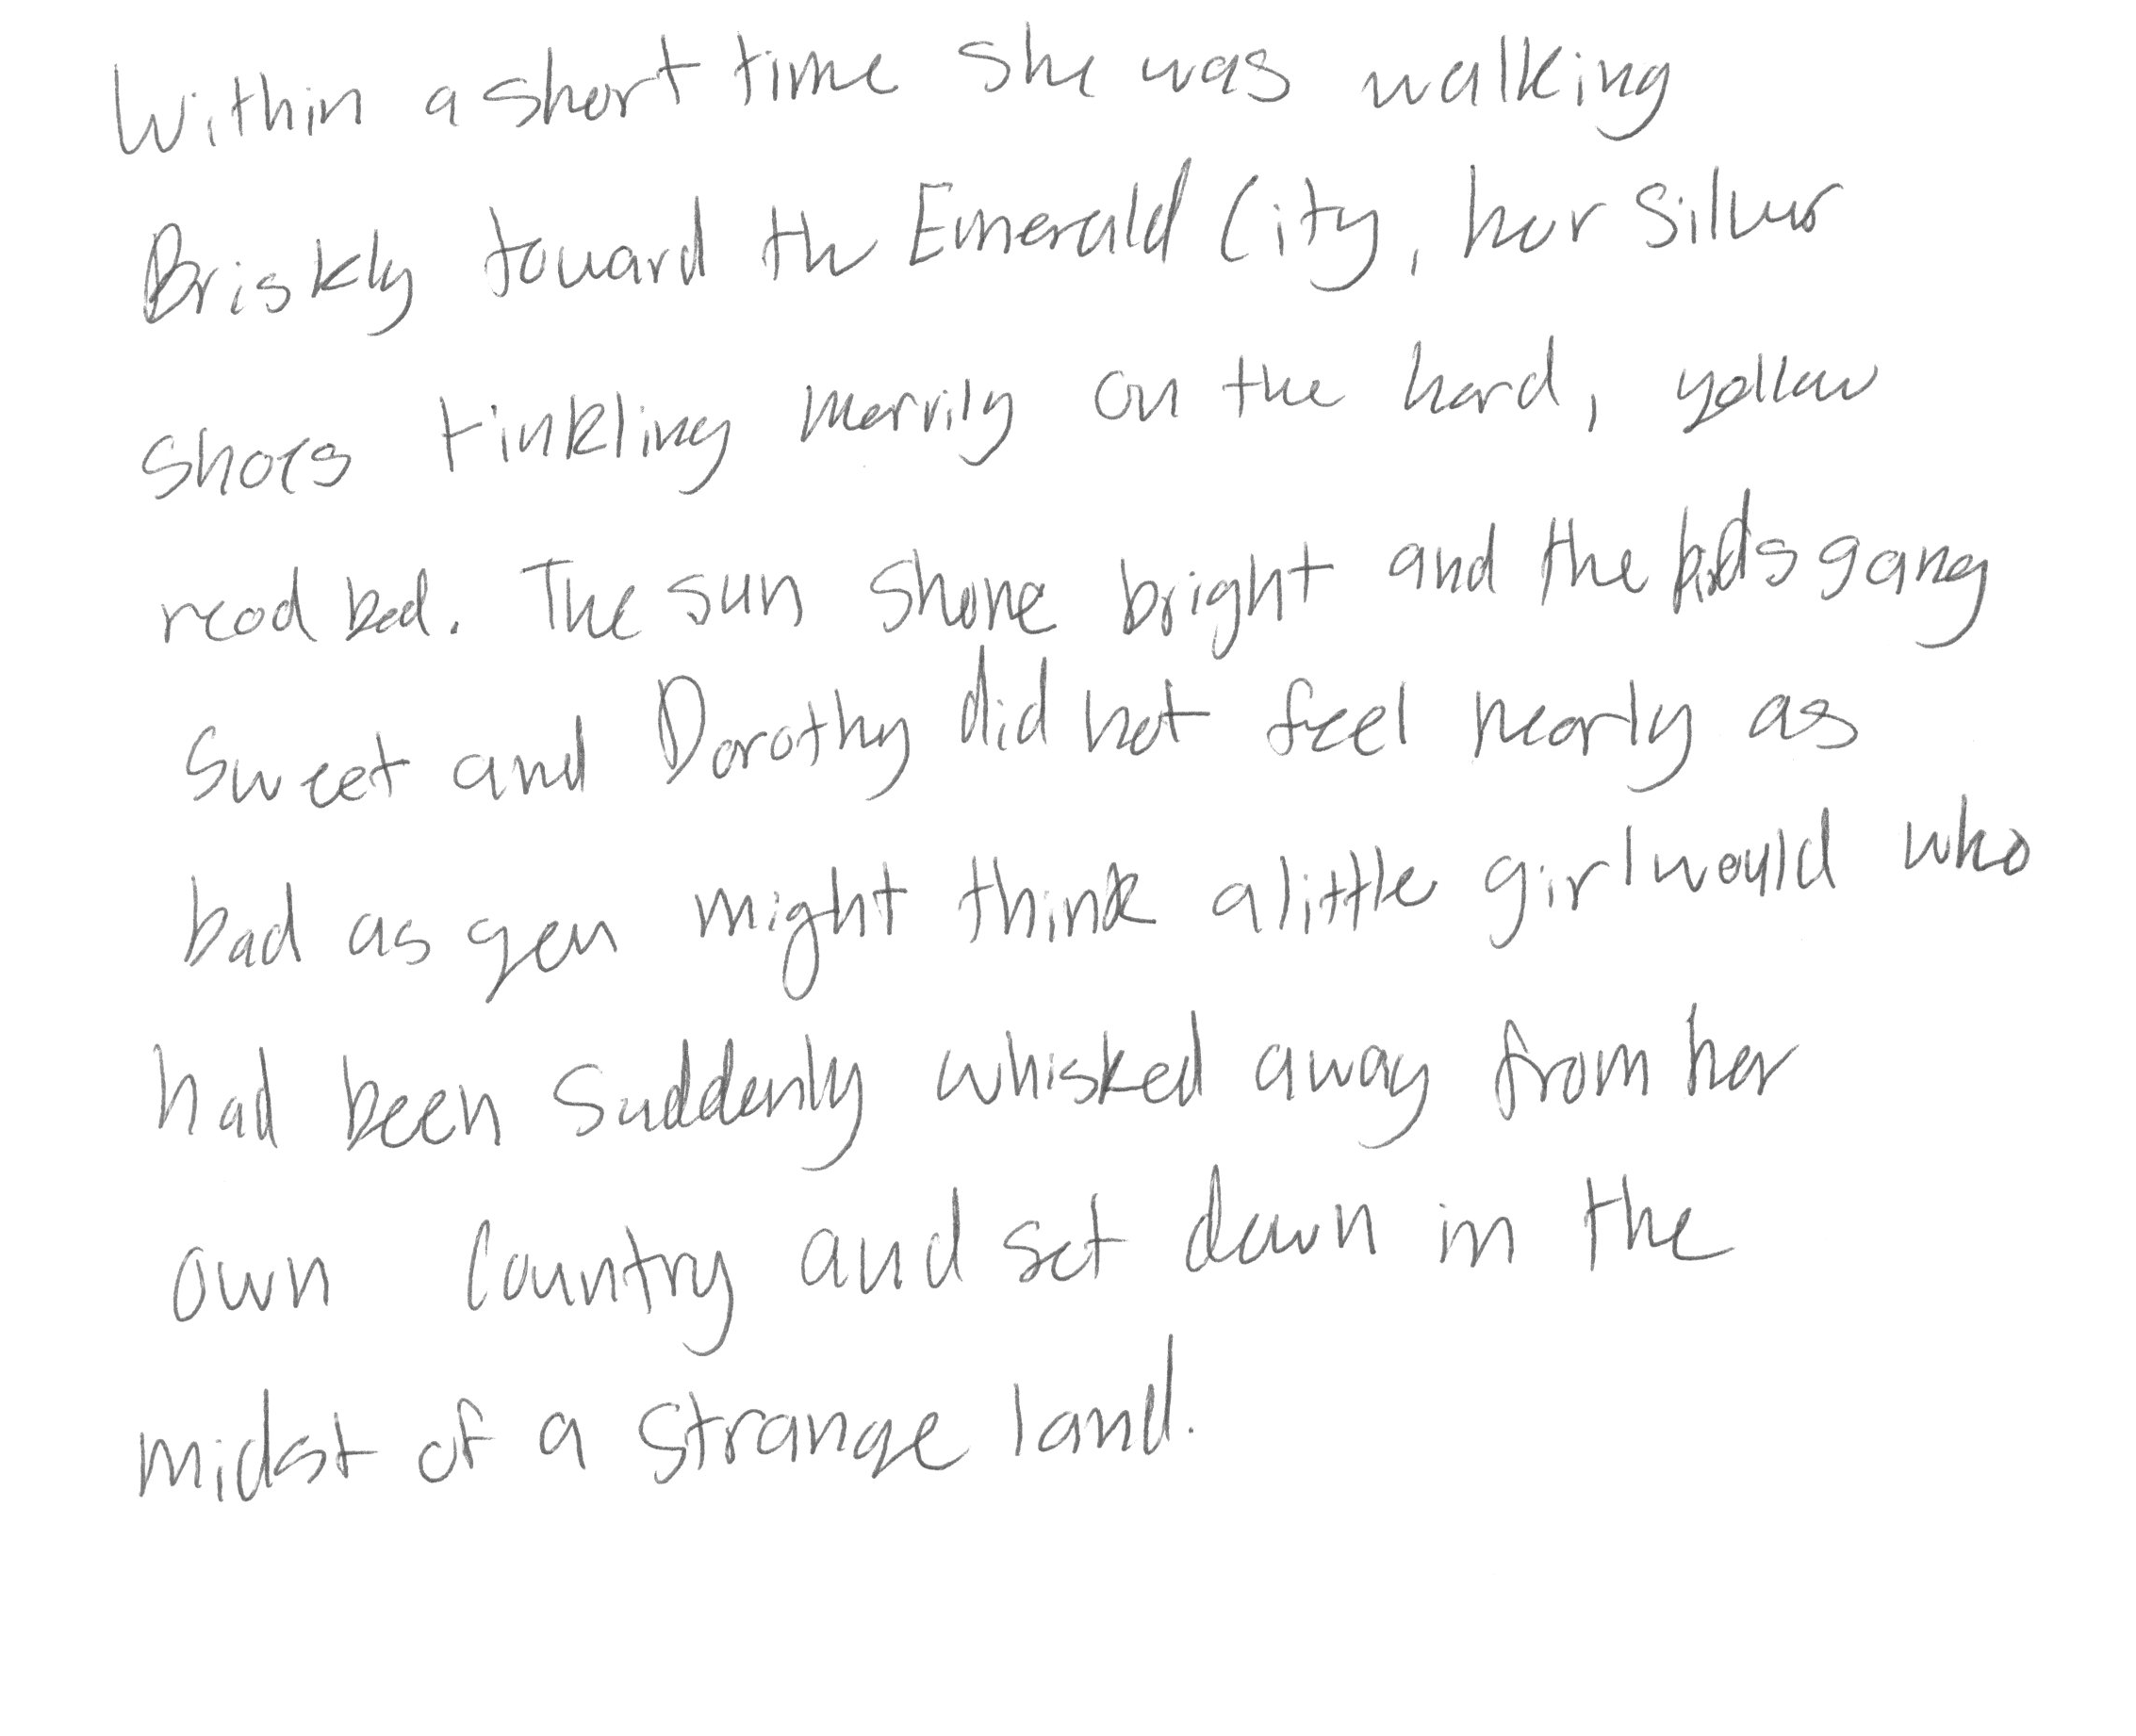 Within a short time she was walking
Briskly toward the Emerald City, her Silver
shoes tinkling merrily on the hard, yellow
road bed. The sun shone bright and the birds sang
sweet and Dorothy did not feel nearly as
bad as you might think a little girl would who
had been suddenly whisked away from her
own country and set down in the
midst of a strange land.